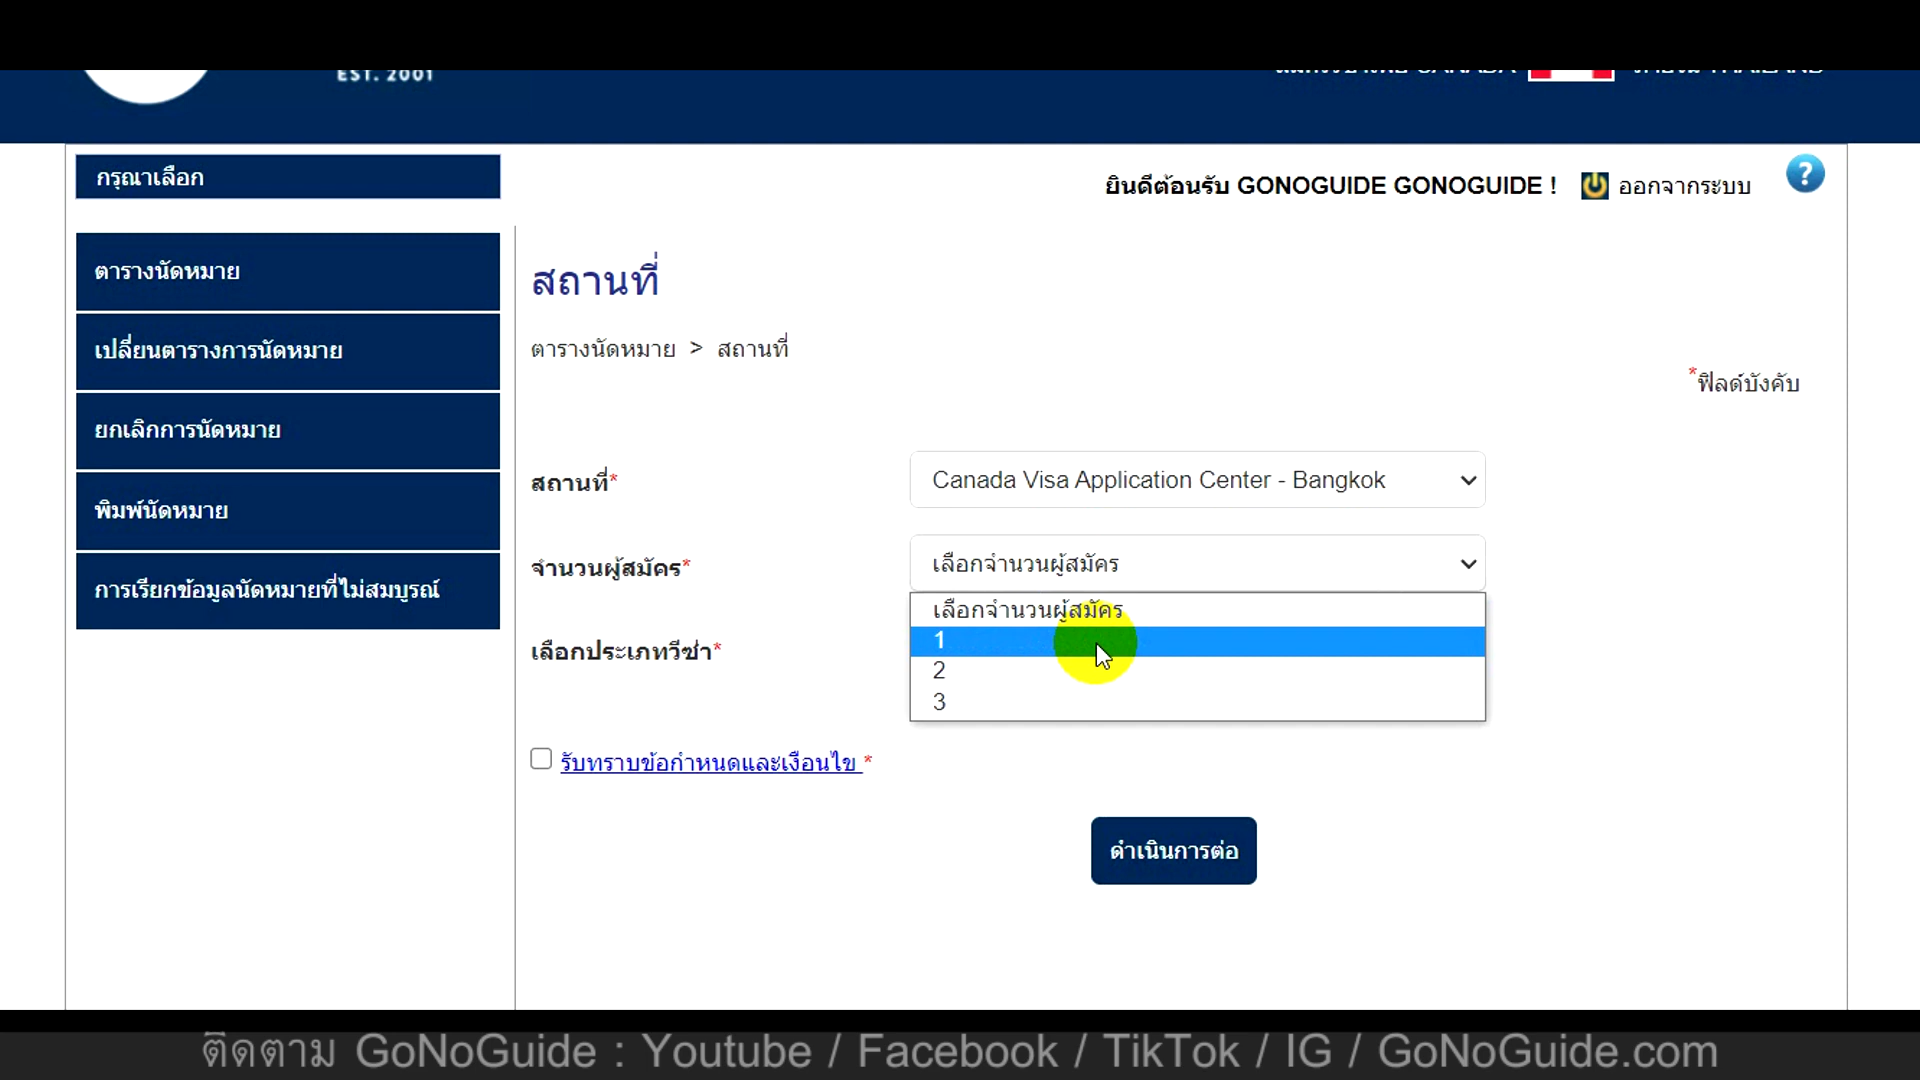 EST. 2001
กรุณาเลือก
ยินดีต้อนรับ GONOGUIDE GONOGUIDE !
ออกจากระบบ
?
ตารางนัดหมาย
เปลี่ยนตารางการนัดหมาย
ยกเลิกการนัดหมาย
พิมพ์นัดหมาย
การเรียกข้อมูลนัดหมายที่ไม่สมบูรณ์
สถานที่
ตารางนัดหมาย > สถานที่
*ฟิลด์บังคับ
สถานที่*
Canada Visa Application Center - Bangkok
จำนวนผู้สมัคร*
เลือกจำนวนผู้สมัคร
เลือกจำนวนผู้สมัคร
1
2
3
เลือกประเภทวีซ่า*
รับทราบข้อกำหนดและเงื่อนไข *
ดำเนินการต่อ
ติดตาม GoNoGuide : Youtube / Facebook / TikTok / IG / GoNoGuide.com